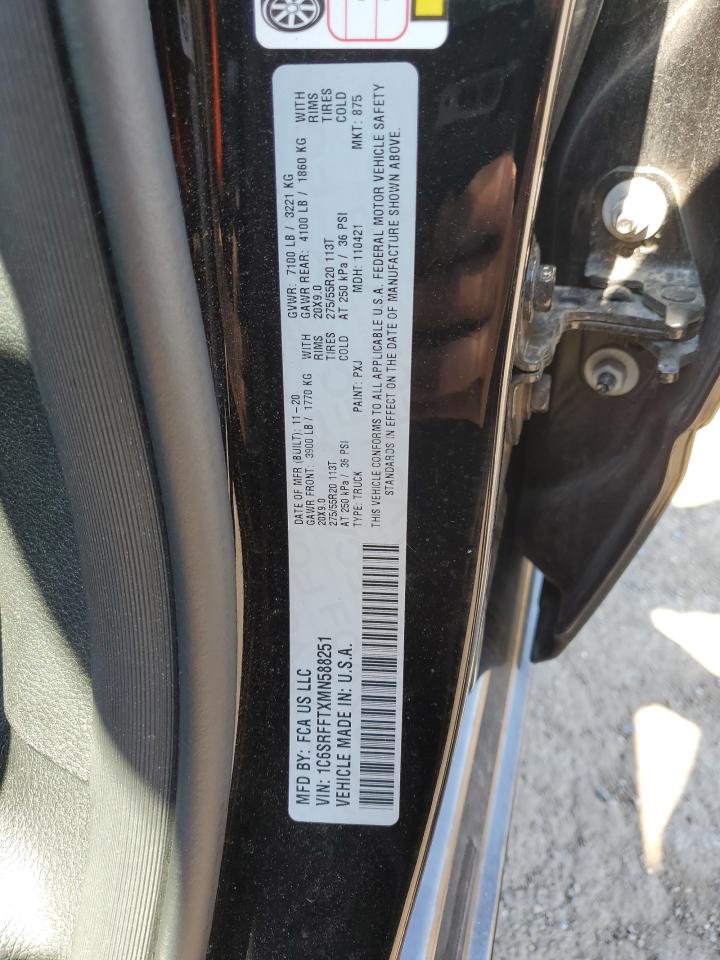 MFD BY: FCA US LLC
VIN: 1C6SRFFTXMN588251
VEHICLE MADE IN: U.S.A.
DATE OF MFR (BUILT): 11-20 GVWR: 7100 LB / 3221 KG
GAWR FRONT: 3900 LB / 1770 KG WITH GAWR REAR: 4100 LB / 1860 KG WITH
20X9.0 RIMS 20X9.0 RIMS
275/55R20 113T TIRES 275/55R20 113T TIRES
AT 250 kPa / 36 PSI COLD AT 250 kPa / 36 PSI COLD
TYPE: TRUCK PAINT: PXJ MDH: 110421 MKT: 875
THIS VEHICLE CONFORMS TO ALL APPLICABLE U.S.A. FEDERAL MOTOR VEHICLE SAFETY
STANDARDS IN EFFECT ON THE DATE OF MANUFACTURE SHOWN ABOVE.